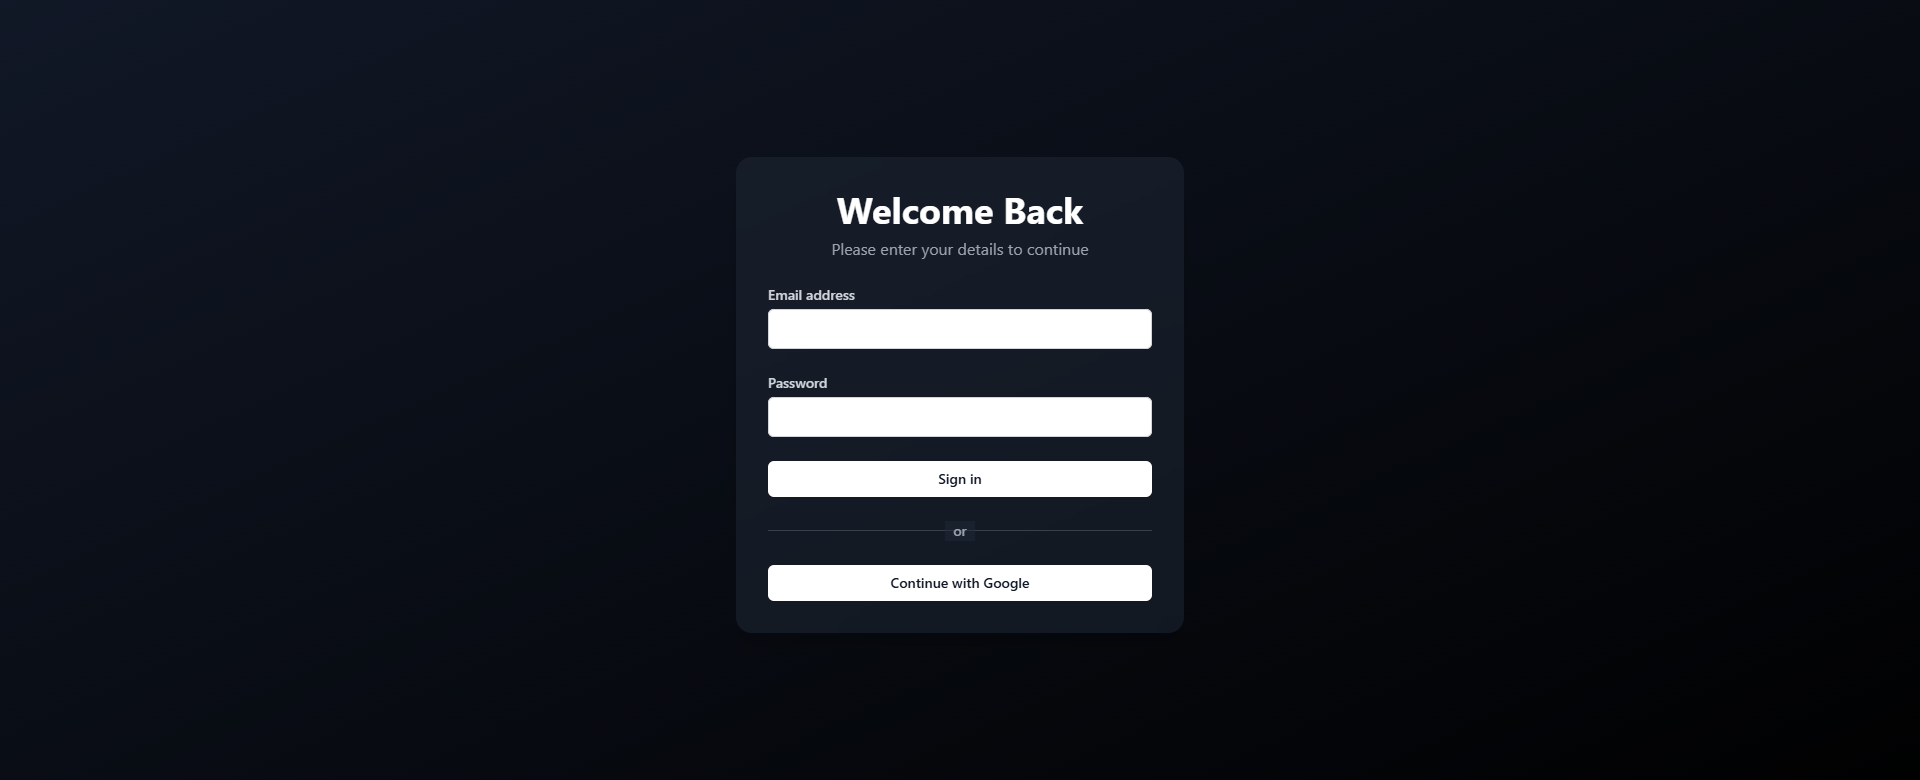 Welcome Back
Please enter your details to continue
Email address
Password
Sign in
or
Continue with Google